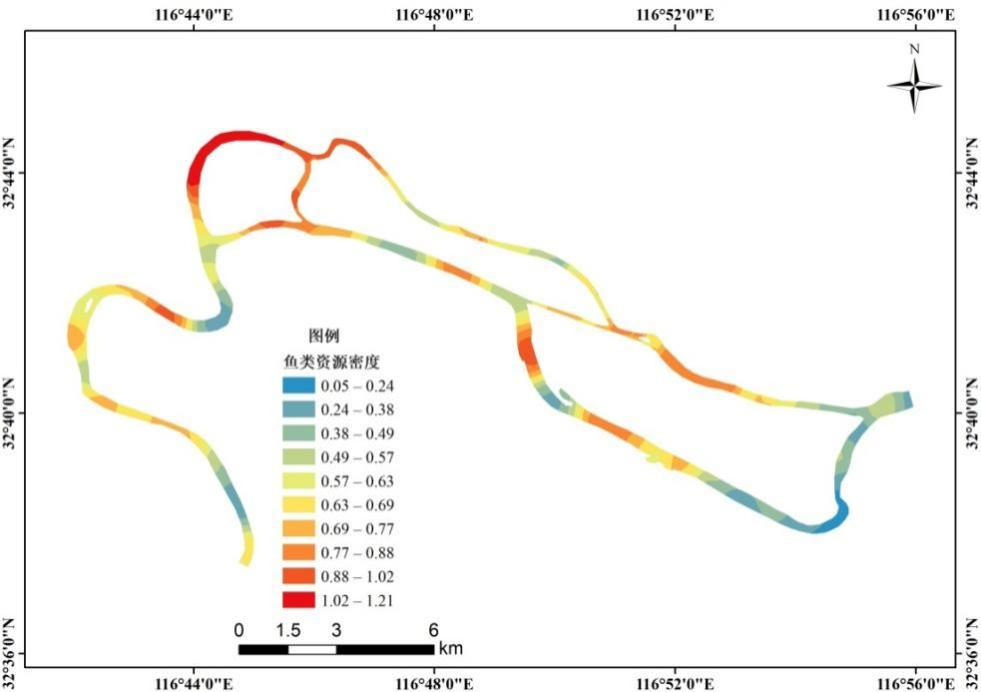 116°44'0"E 116°48'0"E 116°52'0"E 116°56'0"E
N
32°44'0"N 32°44'0"N
32°40'0"N 32°40'0"N
32°36'0"N 32°36'0"N
图例
鱼类资源密度
0.05 – 0.24
0.24 – 0.38
0.38 – 0.49
0.49 – 0.57
0.57 – 0.63
0.63 – 0.69
0.69 – 0.77
0.77 – 0.88
0.88 – 1.02
1.02 – 1.21
0 1.5 3 6
km
116°44'0"E 116°48'0"E 116°52'0"E 116°56'0"E